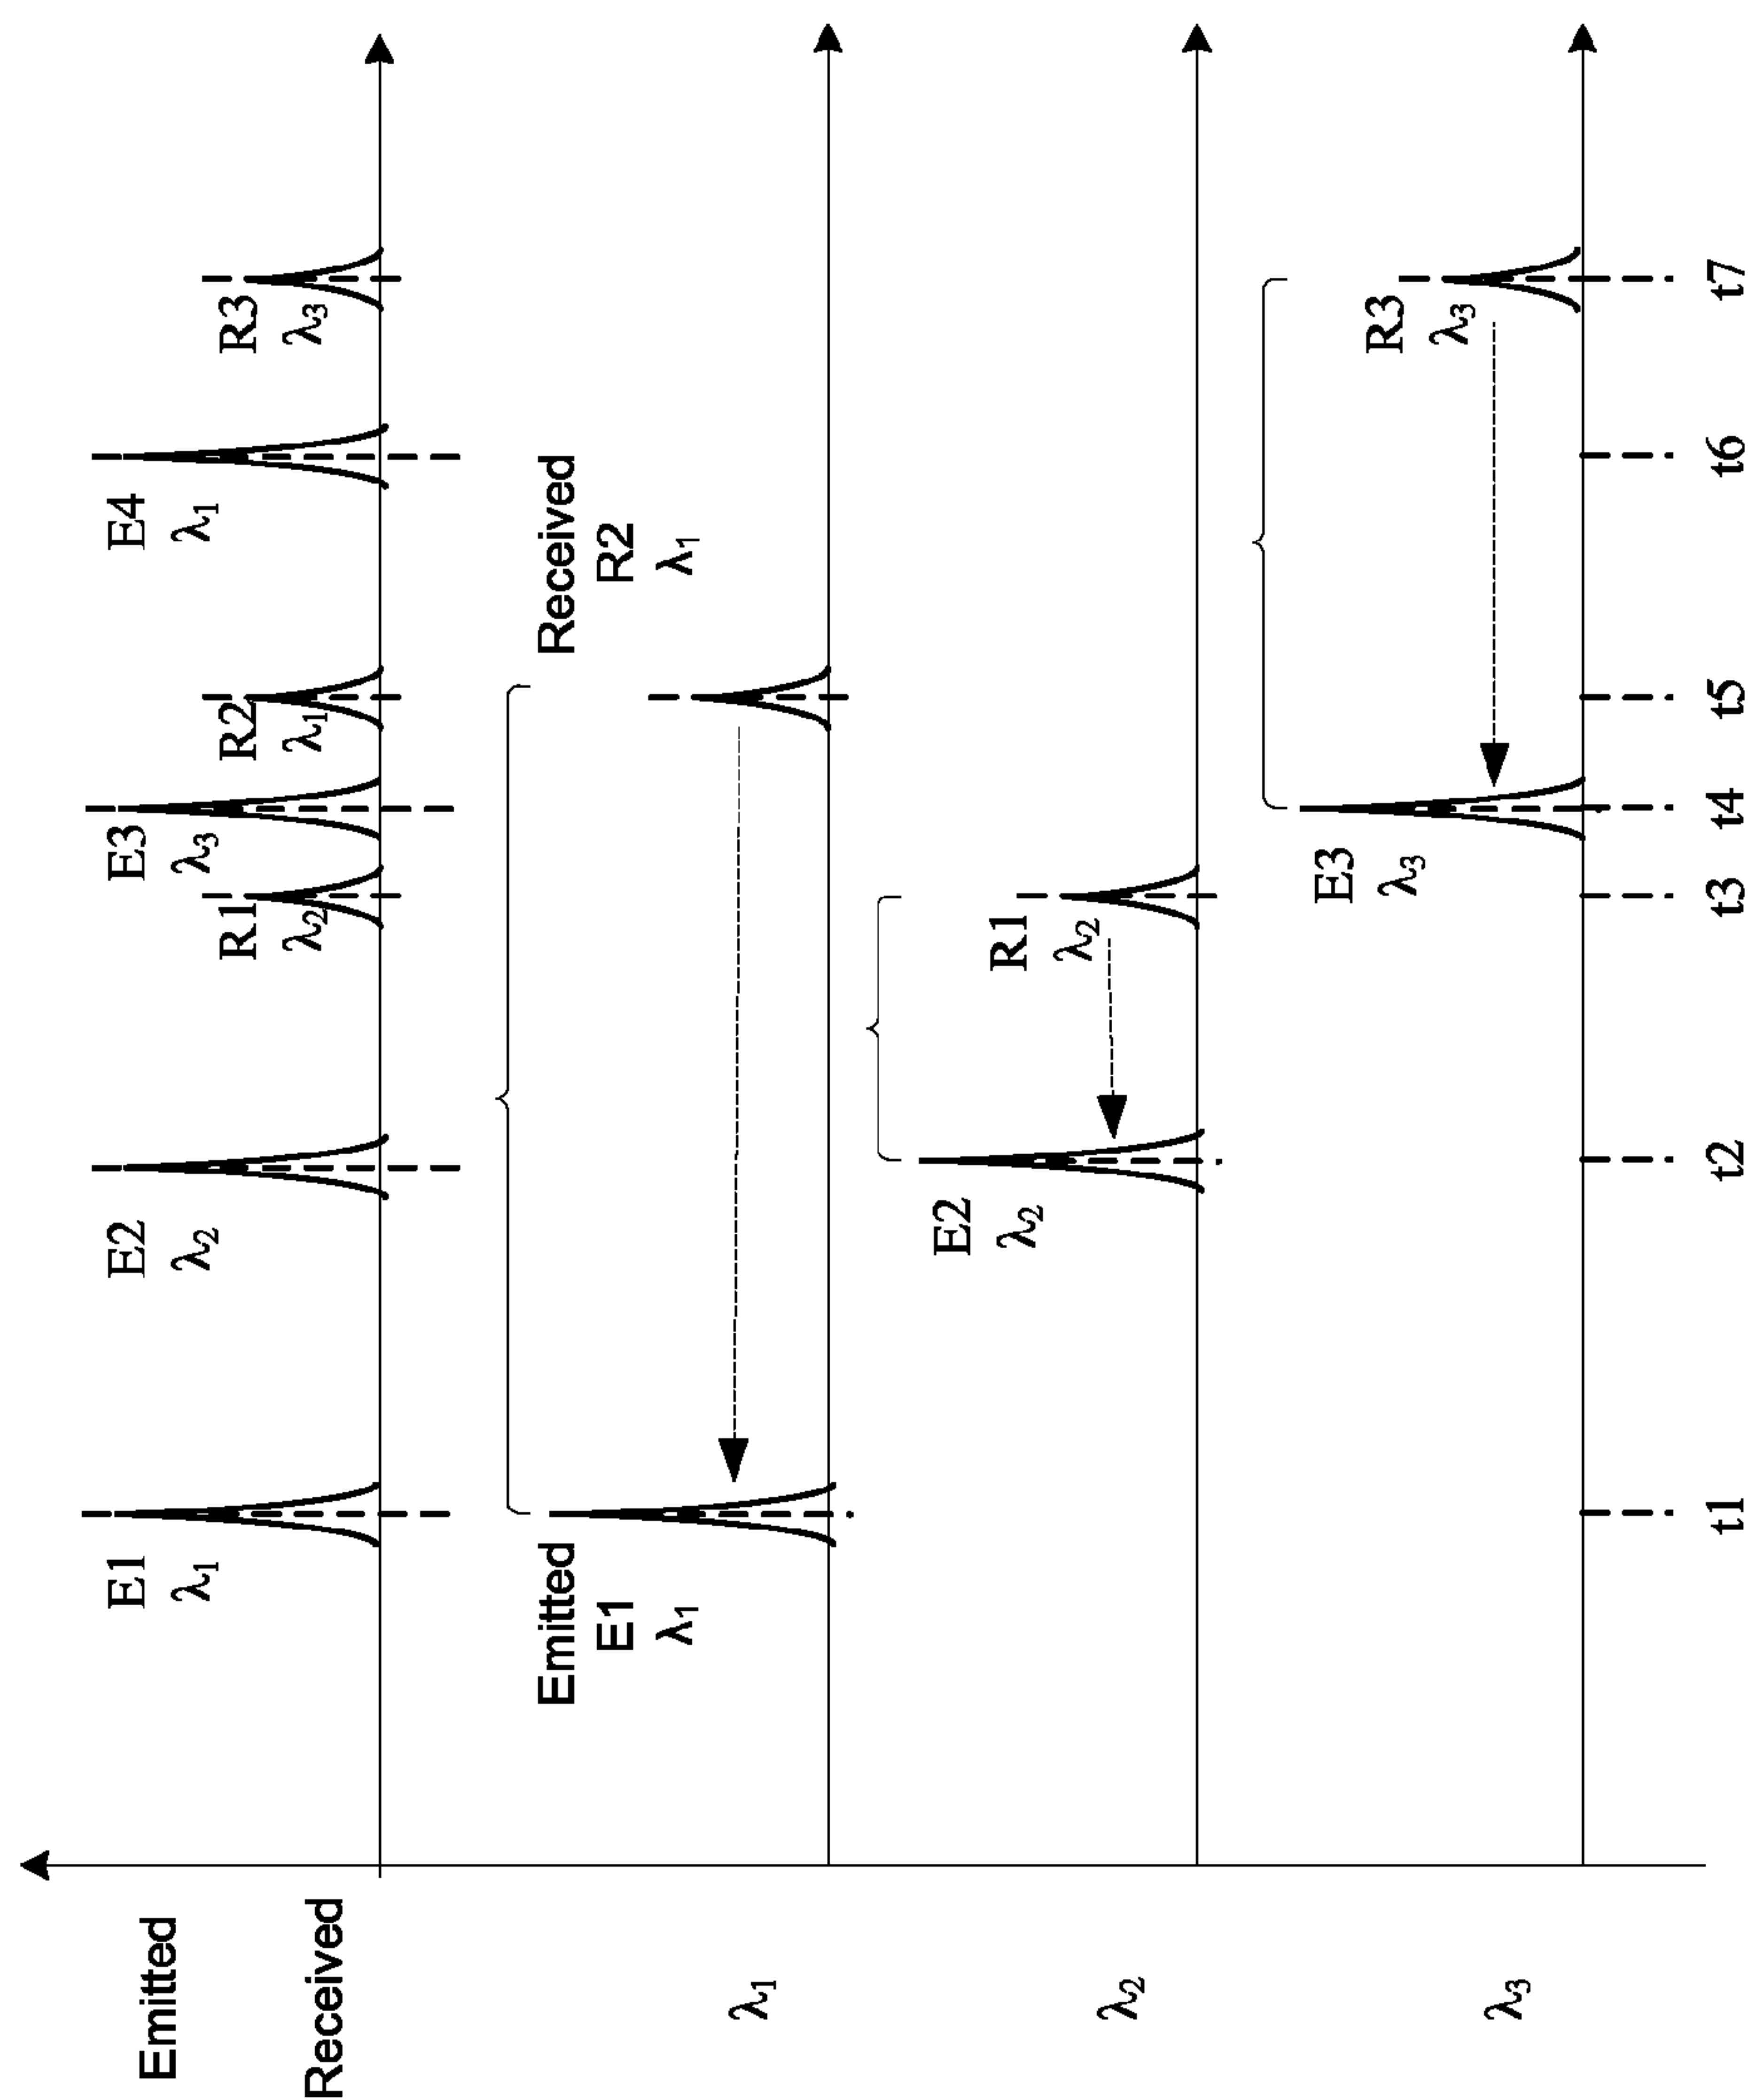 Emitted
Received
E1
λ1
E2
λ2
R1
λ2
E3
λ3
R2
λ1
E4
λ1
R3
λ3
λ1
Emitted
E1
λ1
Received
R2
λ1
λ2
E2
λ2
R1
λ2
λ3
E3
λ3
R3
λ3
t1 t2 t3 t4 t5 t6 t7